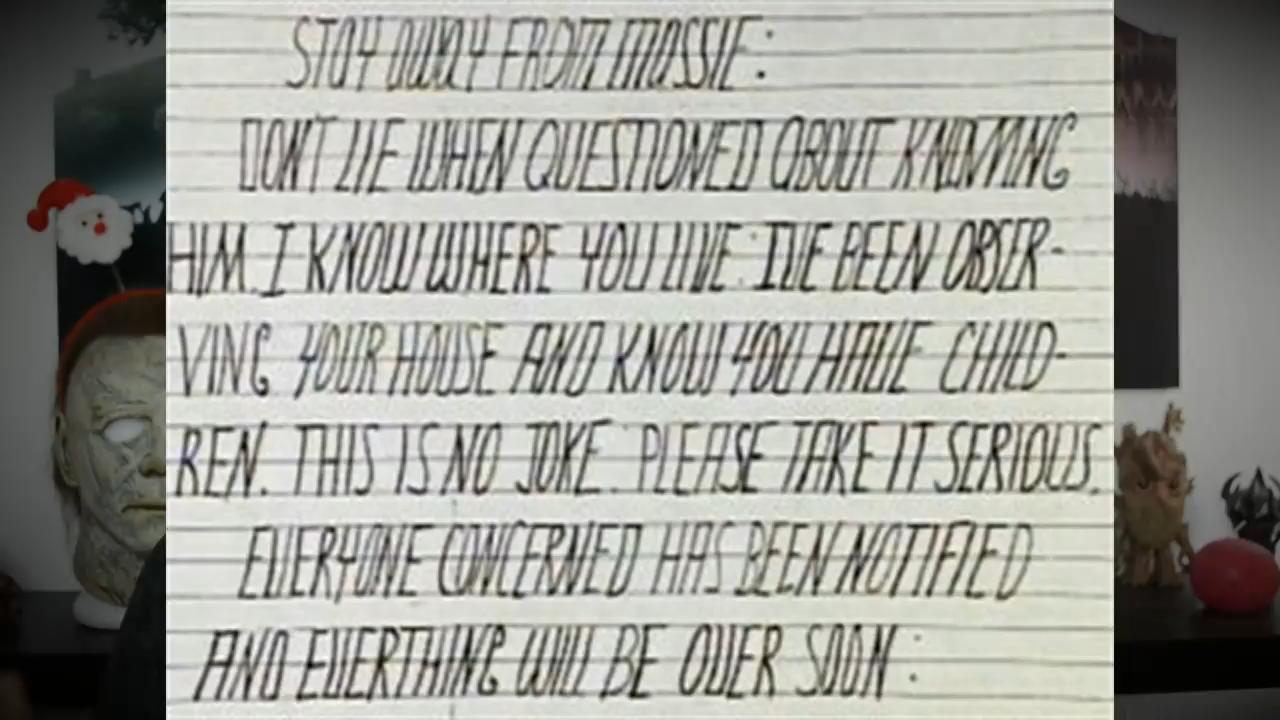 STAY AWAY FROM MASSIE:
DON'T LIE WHEN QUESTIONED ABOUT KNOWING
HIM. I KNOW WHERE YOU LIVE. I'VE BEEN OBSER-
VING YOUR HOUSE AND KNOW YOU HAVE CHILD-
REN. THIS IS NO JOKE. PLEASE TAKE IT SERIOUS.
EVERYONE CONCERNED HAS BEEN NOTIFIED
AND EVERTHING WILL BE OVER SOON: